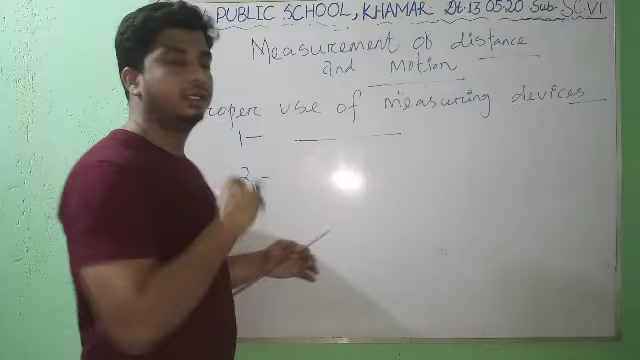 PUBLIC SCHOOL, KHAMAR Dt-13 05-20 Sub- SC-VI
Measurement of distance
and Motion
roper use of measuring devices
1-
2-